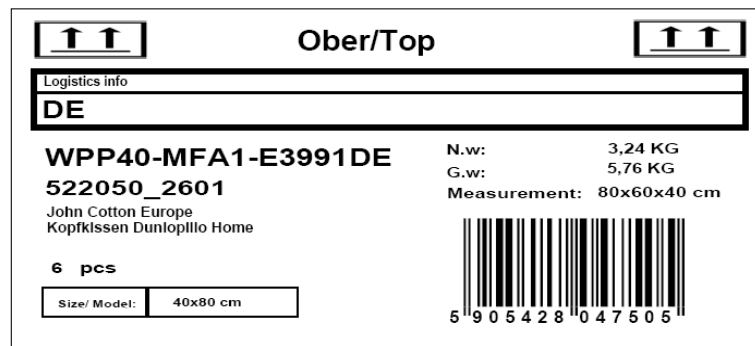 Ober/Top
Logistics info
DE
WPP40-MFA1-E3991DE
522050_2601
John Cotton Europe
Kopfkissen Dunlopillo Home
6 pcs
Size/ Model: 40x80 cm
N.w: 3,24 KG
G.w: 5,76 KG
Measurement: 80x60x40 cm
5 905428 047505